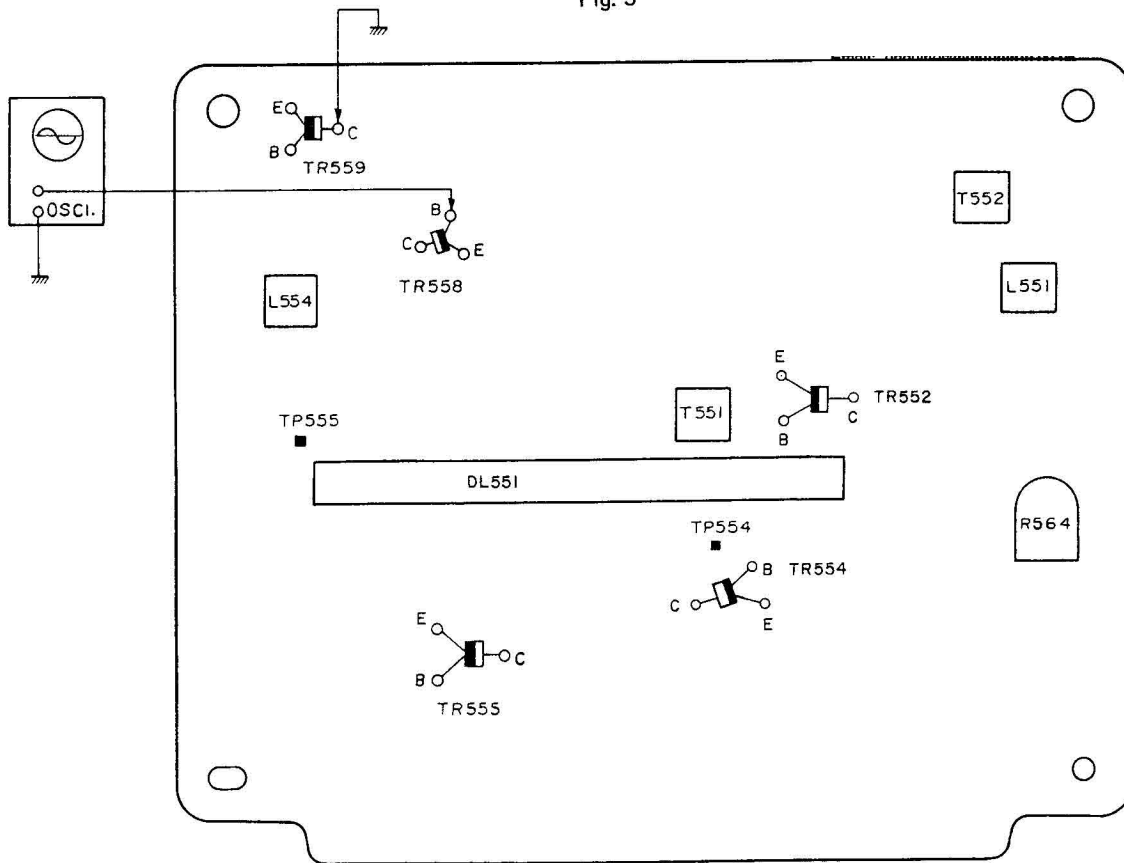 Fig. 5
E
C
B
TR559
OSCI.
B
C
E
TR558
T552
L554
L551
E
TR552
C
B
T551
TP555
DL551
R564
TP554
B
TR554
C
E
E
C
B
TR555